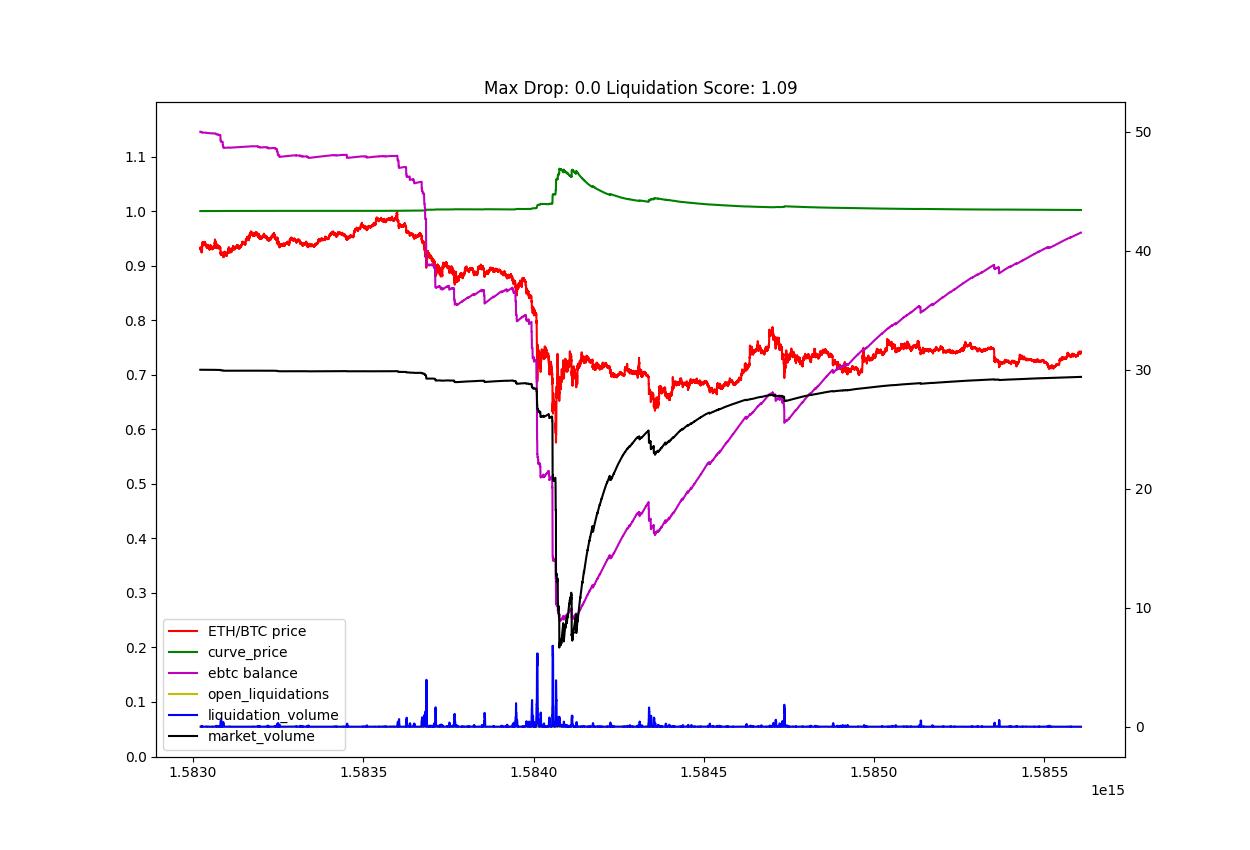 Max Drop: 0.0 Liquidation Score: 1.09
1.1
1.0
0.9
0.8
0.7
0.6
0.5
0.4
0.3
0.2
0.1
0.0
50
40
30
20
10
0
ETH/BTC price
curve_price
ebtc balance
open_liquidations
liquidation_volume
market_volume
1.5830 1.5835 1.5840 1.5845 1.5850 1.5855
1e15